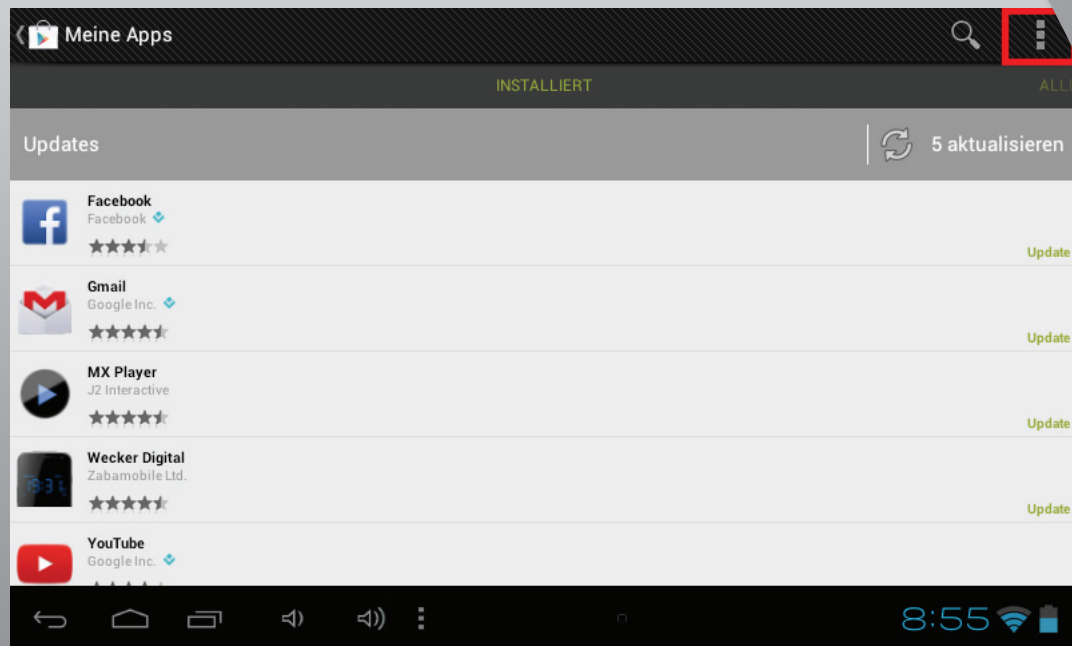 Meine Apps
INSTALLIERT
Updates
5 aktualisieren
Facebook
Facebook
Update
Gmail
Google Inc.
Update
MX Player
J2 Interactive
Update
Wecker Digital
Zabamobile Ltd.
Update
YouTube
Google Inc.
8:55